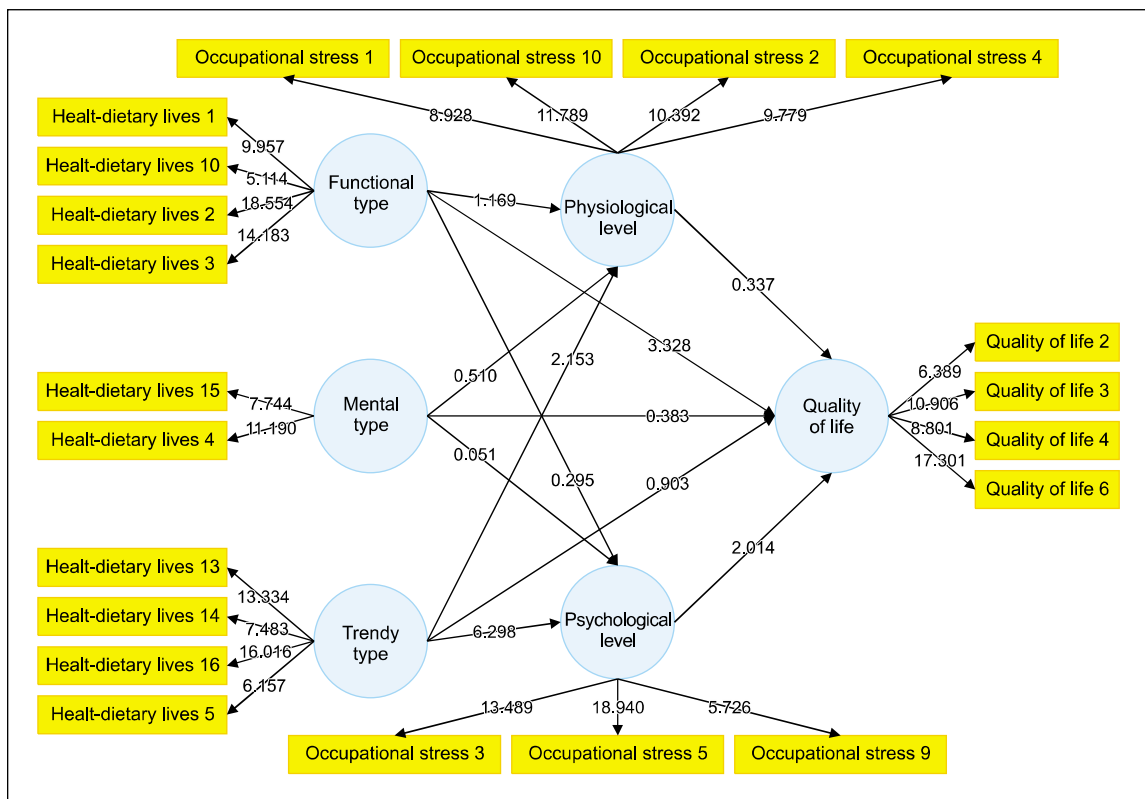 Occupational stress 1
Occupational stress 10
Occupational stress 2
Occupational stress 4
8.928
11.789
10.392
9.779
Healt-dietary lives 1
Healt-dietary lives 10
Healt-dietary lives 2
Healt-dietary lives 3
9.957
5.114
18.554
14.183
Functional
type
1.169
Physiological
level
0.337
3.328
2.153
0.510
Healt-dietary lives 15
Healt-dietary lives 4
7.744
11.190
Mental
type
0.383
0.051
0.295
0.903
Quality
of life
6.389
10.906
8.801
17.301
Quality of life 2
Quality of life 3
Quality of life 4
Quality of life 6
2.014
Healt-dietary lives 13
Healt-dietary lives 14
Healt-dietary lives 16
Healt-dietary lives 5
13.334
7.483
16.016
6.157
Trendy
type
6.298
Psychological
level
13.489
18.940
5.726
Occupational stress 3
Occupational stress 5
Occupational stress 9